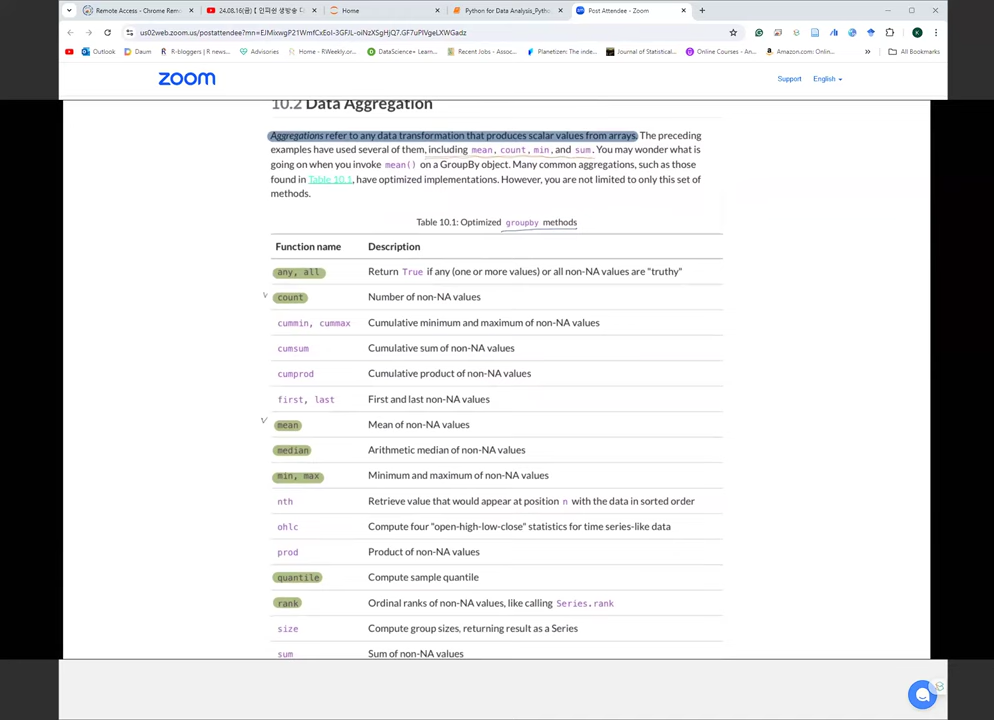 Remote Access - Chrome Remo
24.08.16(금)【 인피쉰 생방송 다
Home
Python for Data Analysis_Pytho
Post Attendee - Zoom
Outlook
Daum
R-bloggers | R news...
Advisories
Home - RWeekly.or...
DataScience+ Learn...
Recent Jobs - Assoc...
Planetizen: The inde...
Journal of Statistical...
Online Courses - An...
Amazon.com: Onlin...
All Bookmarks
zoom
Support
English
10.2 Data Aggregation
Aggregations refer to any data transformation that produces scalar values from arrays. The preceding
examples have used several of them, including mean, count, min, and sum. You may wonder what is
going on when you invoke mean() on a GroupBy object. Many common aggregations, such as those
found in Table 10.1, have optimized implementations. However, you are not limited to only this set of
methods.
Table 10.1: Optimized groupby methods
Function name Description
any, all Return True if any (one or more values) or all non-NA values are "truthy"
count Number of non-NA values
cummin, cummax Cumulative minimum and maximum of non-NA values
cumsum Cumulative sum of non-NA values
cumprod Cumulative product of non-NA values
first, last First and last non-NA values
mean Mean of non-NA values
median Arithmetic median of non-NA values
min, max Minimum and maximum of non-NA values
nth Retrieve value that would appear at position n with the data in sorted order
ohlc Compute four "open-high-low-close" statistics for time series-like data
prod Product of non-NA values
quantile Compute sample quantile
rank Ordinal ranks of non-NA values, like calling Series.rank
size Compute group sizes, returning result as a Series
sum Sum of non-NA values